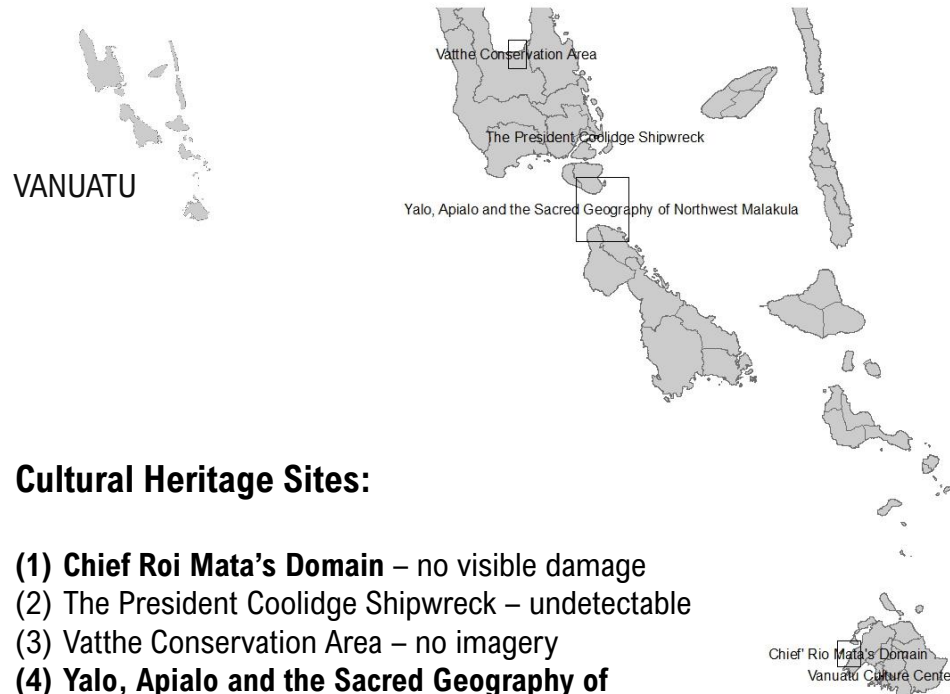 Vatthe Conservation Area
The President Coolidge Shipwreck
VANUATU
Yalo, Apialo and the Sacred Geography of Northwest Malakula
Cultural Heritage Sites:
(1) Chief Roi Mata's Domain – no visible damage
(2) The President Coolidge Shipwreck – undetectable
(3) Vatthe Conservation Area – no imagery
(4) Yalo, Apialo and the Sacred Geography of
Chief' Rio Mata's Domain
Vanuatu Culture Cente